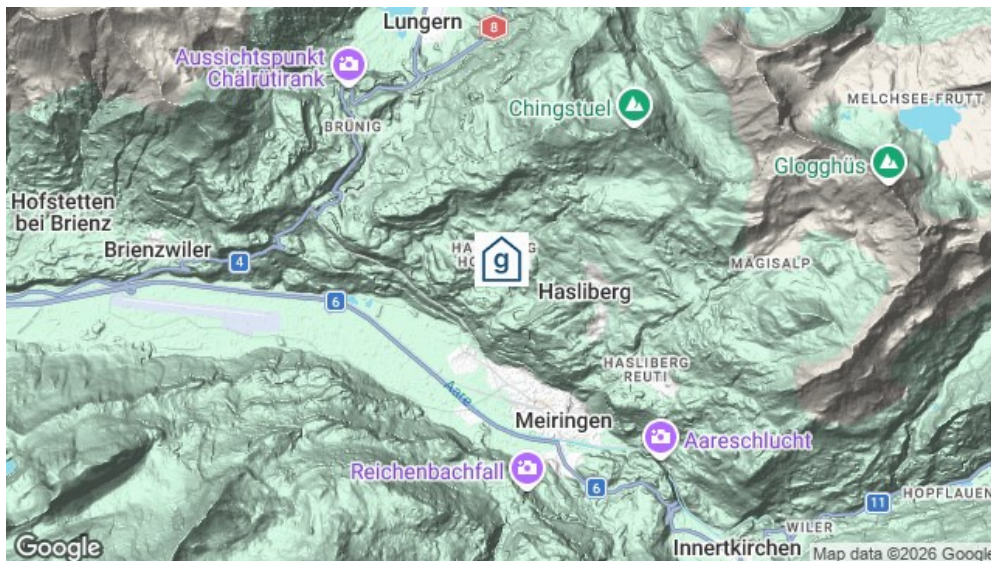 Lungern
8
Aussichtspunkt
Chälrütirank
Chingstuel
MELCHSEE-FRUTT
BRÜNIG
Glogghüs
Hofstetten
bei Brienz
Brienzwiler
4
g
Hasliberg
MÄGISALP
6
HASLIBERG
REUTI
Aare
Meiringen
Aareschlucht
Reichenbachfall
6
11
HOPFLAUEN
WILER
Innertkirchen
Google
Map data ©2026 Google